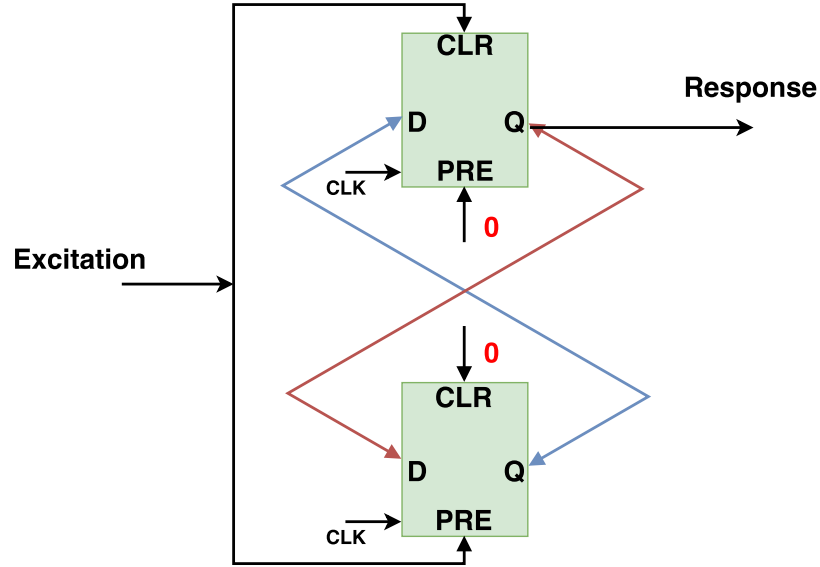 CLR
Response
D
Q
PRE
CLK
0
Excitation
0
CLR
D
Q
PRE
CLK